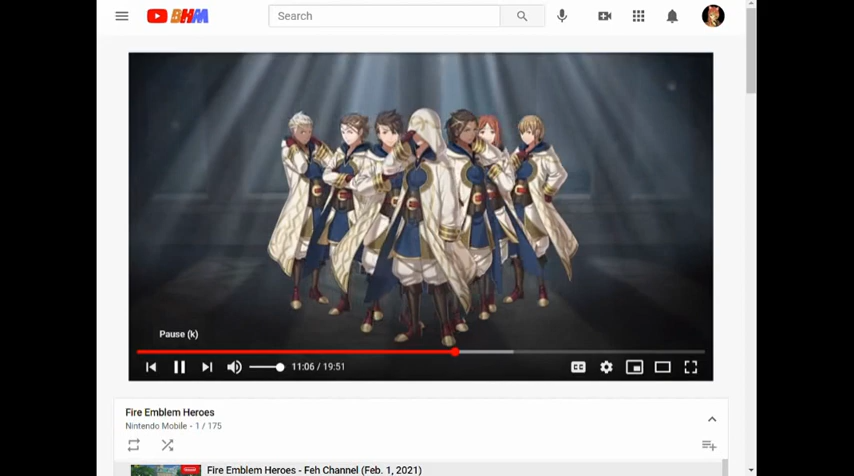 BHM
Search
Pause (k)
11:06 / 19:51
CC
Fire Emblem Heroes
Nintendo Mobile - 1 / 175
Fire Emblem Heroes - Feh Channel (Feb. 1, 2021)